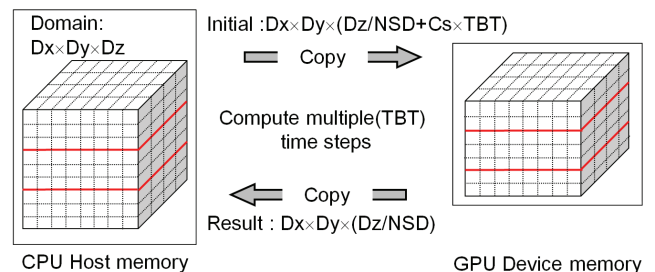 Domain:
Dx×Dy×Dz
Initial :Dx×Dy×(Dz/NSD+Cs×TBT)
Copy
Compute multiple(TBT)
time steps
Copy
Result : Dx×Dy×(Dz/NSD)
CPU Host memory
GPU Device memory